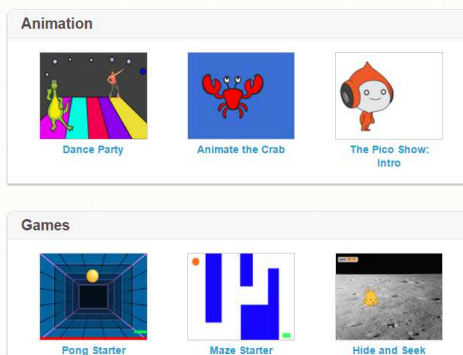 Animation
Dance Party
Animate the Crab
The Pico Show:
Intro
Games
Pong Starter
Maze Starter
Hide and Seek